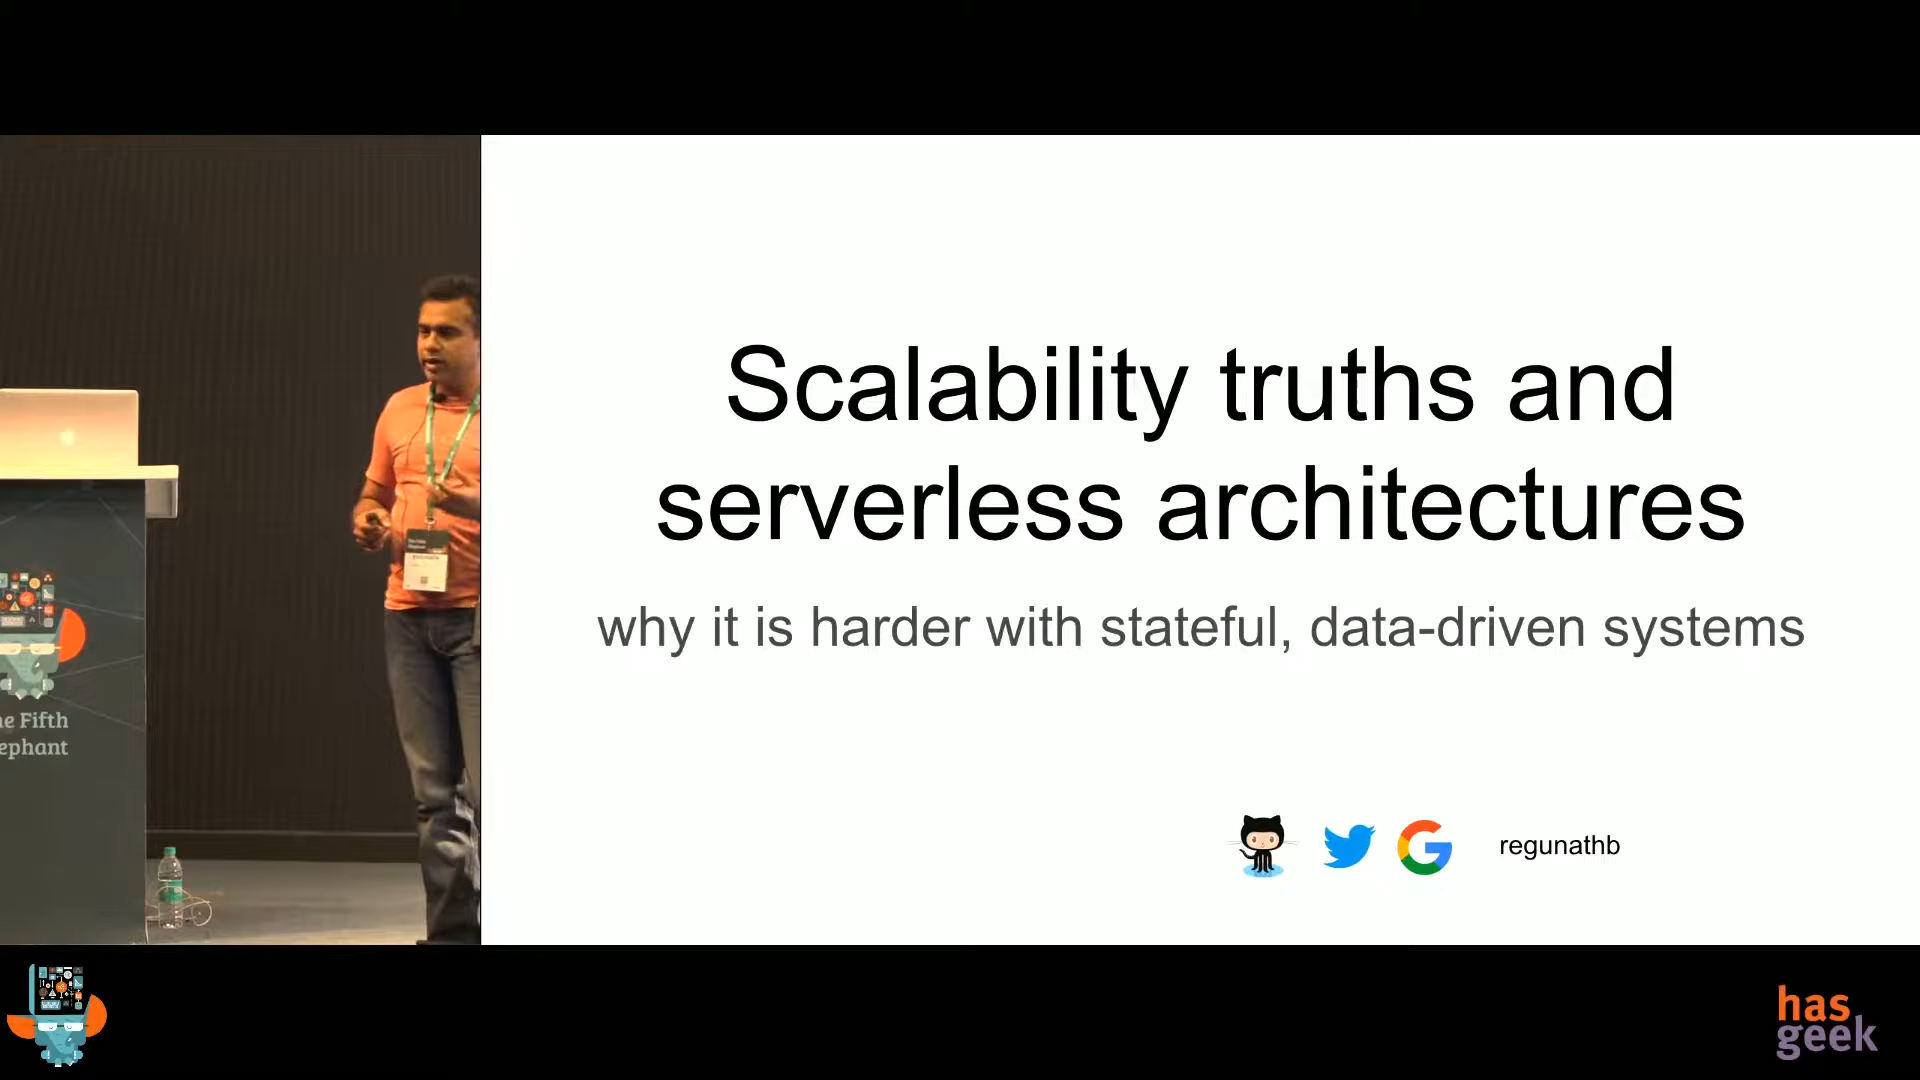 Scalability truths and
serverless architectures
why it is harder with stateful, data-driven systems
regunathb
he Fifth
ephant
has
geek